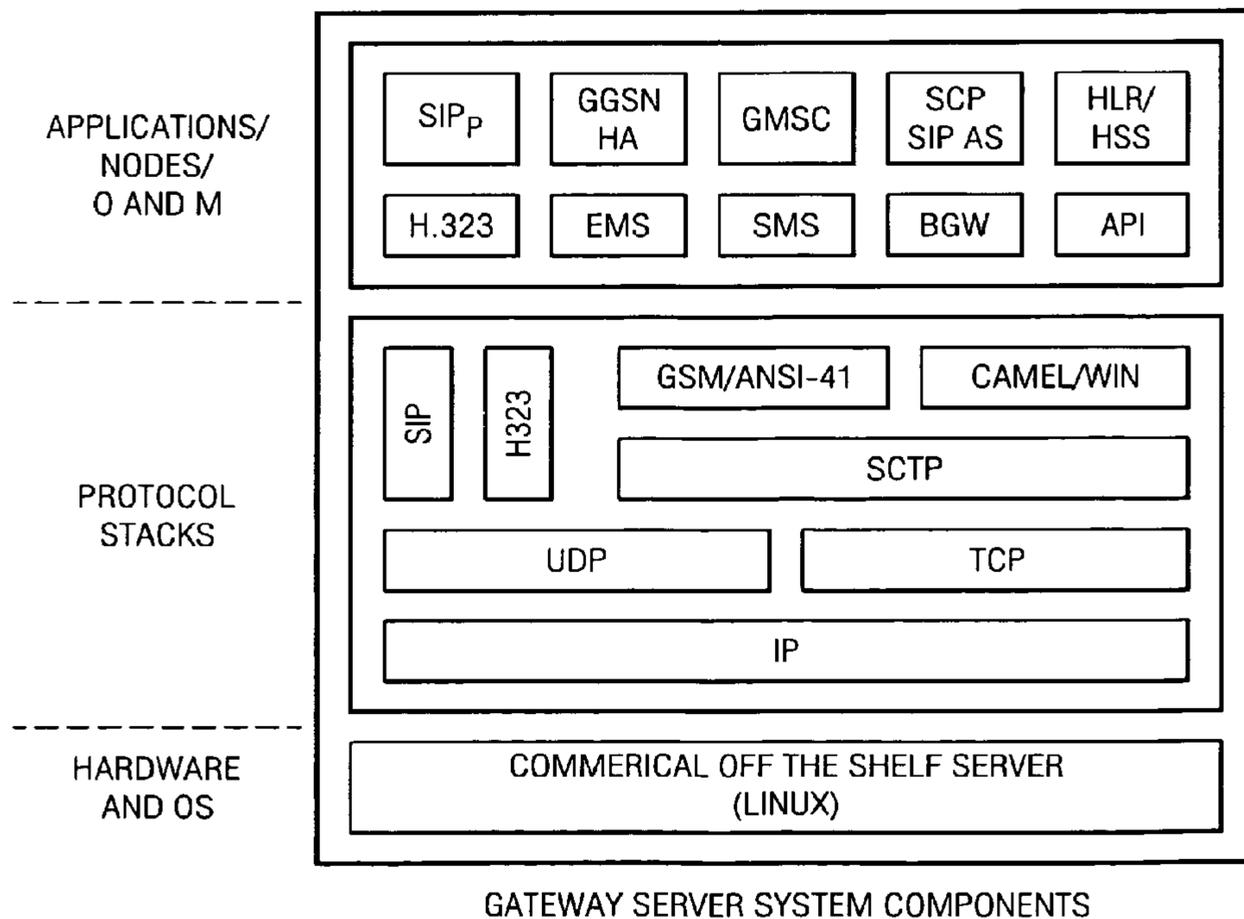 APPLICATIONS/
NODES/
O AND M
SIPP
GGSN
HA
GMSC
SCP
SIP AS
HLR/
HSS
H.323
EMS
SMS
BGW
API
PROTOCOL
STACKS
SIP
H323
GSM/ANSI-41
CAMEL/WIN
SCTP
UDP
TCP
IP
HARDWARE
AND OS
COMMERICAL OFF THE SHELF SERVER
(LINUX)
GATEWAY SERVER SYSTEM COMPONENTS